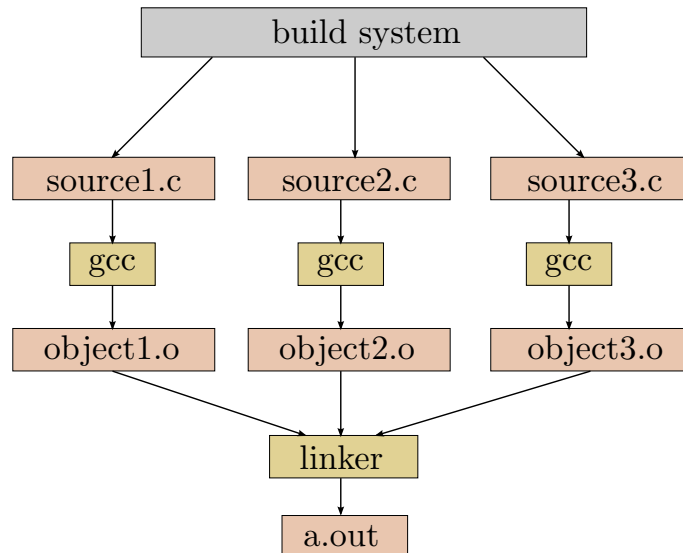 build system
source1.c
source2.c
source3.c
gcc
gcc
gcc
object1.o
object2.o
object3.o
linker
a.out